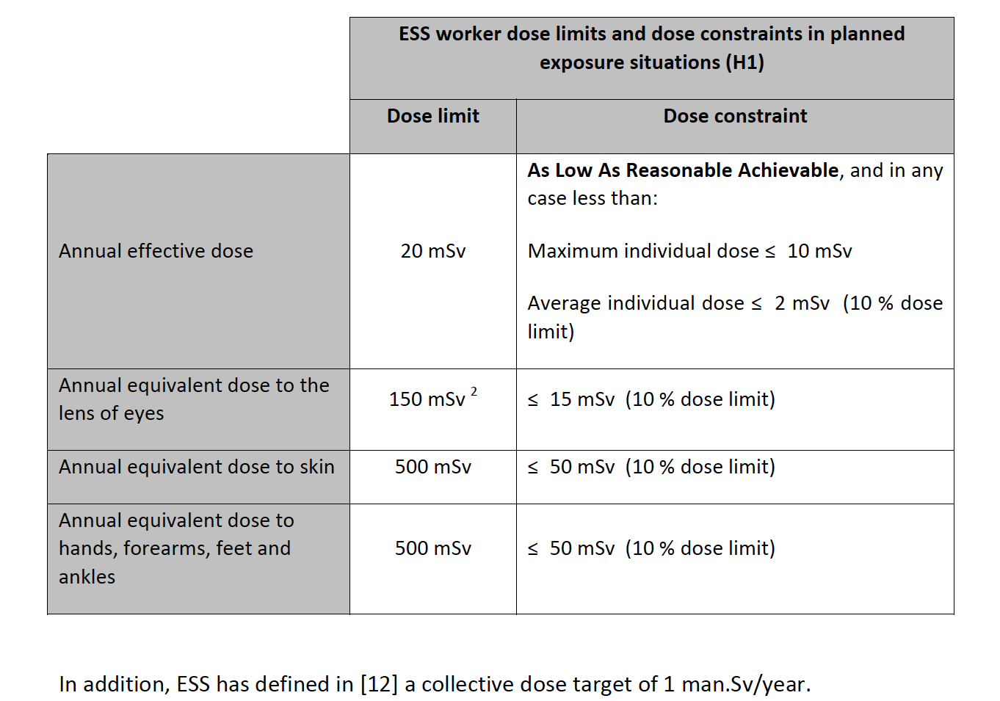 ESS worker dose limits and dose constraints in planned
exposure situations (H1)
Dose limit
Dose constraint
Annual effective dose
20 mSv
As Low As Reasonable Achievable, and in any
case less than:
Maximum individual dose ≤ 10 mSv
Average individual dose ≤ 2 mSv (10 % dose
limit)
Annual equivalent dose to the
lens of eyes
150 mSv ²
≤ 15 mSv (10 % dose limit)
Annual equivalent dose to skin
500 mSv
≤ 50 mSv (10 % dose limit)
Annual equivalent dose to
hands, forearms, feet and
ankles
500 mSv
≤ 50 mSv (10 % dose limit)
In addition, ESS has defined in [12] a collective dose target of 1 man.Sv/year.